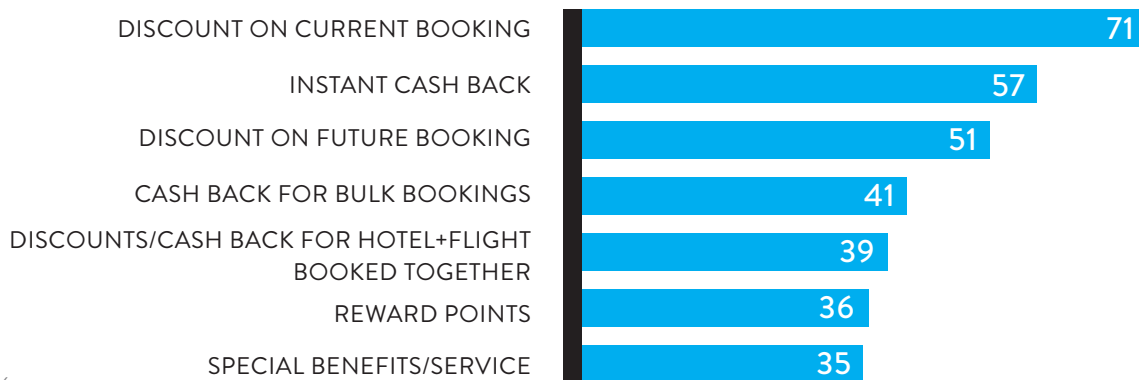 DISCOUNT ON CURRENT BOOKING 71
INSTANT CASH BACK 57
DISCOUNT ON FUTURE BOOKING 51
CASH BACK FOR BULK BOOKINGS 41
DISCOUNTS/CASH BACK FOR HOTEL+FLIGHT
BOOKED TOGETHER 39
REWARD POINTS 36
SPECIAL BENEFITS/SERVICE 35